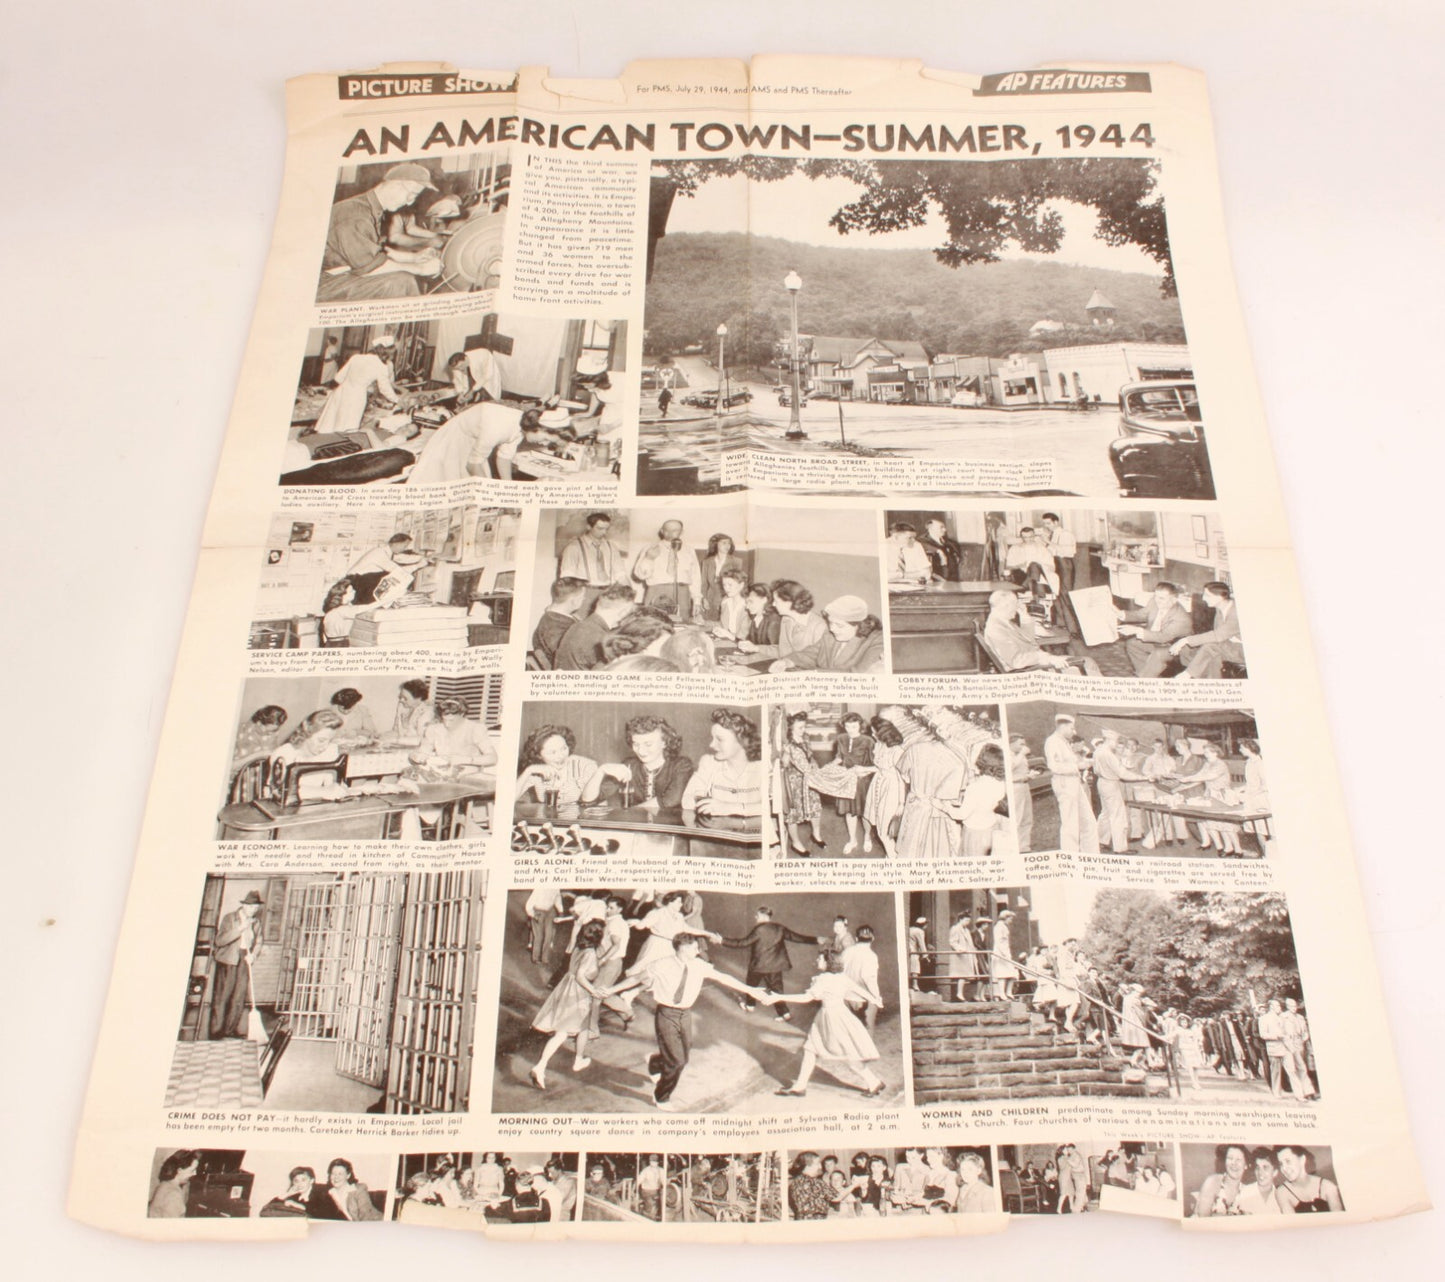 PICTURE SHOW
For PMS, July 29, 1944, and AMS and PMS Thereafter
AP FEATURES
AN AMERICAN TOWN—SUMMER, 1944
IN THIS the third summer
of America at war, we
give you, pictorially, a typi-
cal American community
and its activities. It is Empo-
rium, Pennsylvania, a town
of 4,200, in the foothills of
the Allegheny Mountains.
In appearance it is little
changed from peacetime.
But it has given 719 men
and 36 women to the
armed forces, has oversub-
scribed every drive for war
bonds and funds and is
carrying on a multitude of
home front activities.
WAR PLANT. Workmen sit at grinding machines in
Emporium's surgical instrument plant employing about
100. The Alleghenies can be seen through windows
WIDE, CLEAN NORTH BROAD STREET, in heart of Emporium's business section, slopes
toward Alleghenies foothills. Red Cross building is at right, court house clock towers
over it. Emporium is a thriving community, modern, progressive and prosperous. Industry
is centered in large radio plant, smaller surgical instrument factory and tannery
DONATING BLOOD. In one day 186 citizens answered call and each gave pint of blood
to American Red Cross traveling blood bank. Drive was sponsored by American Legion's
ladies auxiliary. Here in American Legion building are some of those giving blood.
SERVICE CAMP PAPERS, numbering about 400, sent in by Empori-
um's boys from far-flung posts and fronts, are tacked up by Wally
Nelson, editor of "Cameron County Press," on his office walls.
WAR BOND BINGO GAME in Odd Fellows Hall is run by District Attorney Edwin F.
Tompkins, standing at microphone. Originally set for outdoors, with long tables built
by volunteer carpenters, game moved inside when rain fell. It paid off in war stamps.
LOBBY FORUM. War news is chief topic of discussion in Dolan Hotel. Men are members of
Company M, 5th Battalion, United Boys Brigade of America, 1906 to 1909, of which Lt. Gen.
Jos. McNarney, Army's Deputy Chief of Staff, and town's illustrious son, was first sergeant.
WAR ECONOMY. Learning how to make their own clothes, girls
work with needle and thread in kitchen of Community House
with Mrs. Cara Anderson, second from right, as their mentor
GIRLS ALONE. Friend and husband of Mary Krizmonich
and Mrs. Carl Salter, Jr., respectively, are in service. Hus-
band of Mrs. Elsie Wester was killed in action in Italy.
FRIDAY NIGHT is pay night and the girls keep up ap-
pearance by keeping in style. Mary Krizmonich, war
worker, selects new dress, with aid of Mrs. C. Salter, Jr.
FOOD FOR SERVICEMEN at railroad station. Sandwiches,
coffee, cake, pie, fruit and cigarettes are served free by
Emporium's famous "Service Star Women's Canteen."
CRIME DOES NOT PAY—it hardly exists in Emporium. Local jail
has been empty for two months. Caretaker Herrick Barker tidies up.
MORNING OUT—War workers who come off midnight shift at Sylvania Radio plant
enjoy country square dance in company's employees association hall, at 2 a.m.
WOMEN AND CHILDREN predominate among Sunday morning worshipers leaving
St. Mark's Church. Four churches of various denominations are on same block.
This Week's PICTURE SHOW—AP Features